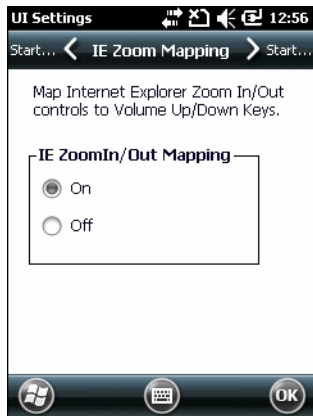 UI Settings 12:56
Start... IE Zoom Mapping Start...
Map Internet Explorer Zoom In/Out
controls to Volume Up/Down Keys.
IE ZoomIn/Out Mapping
On
Off
OK